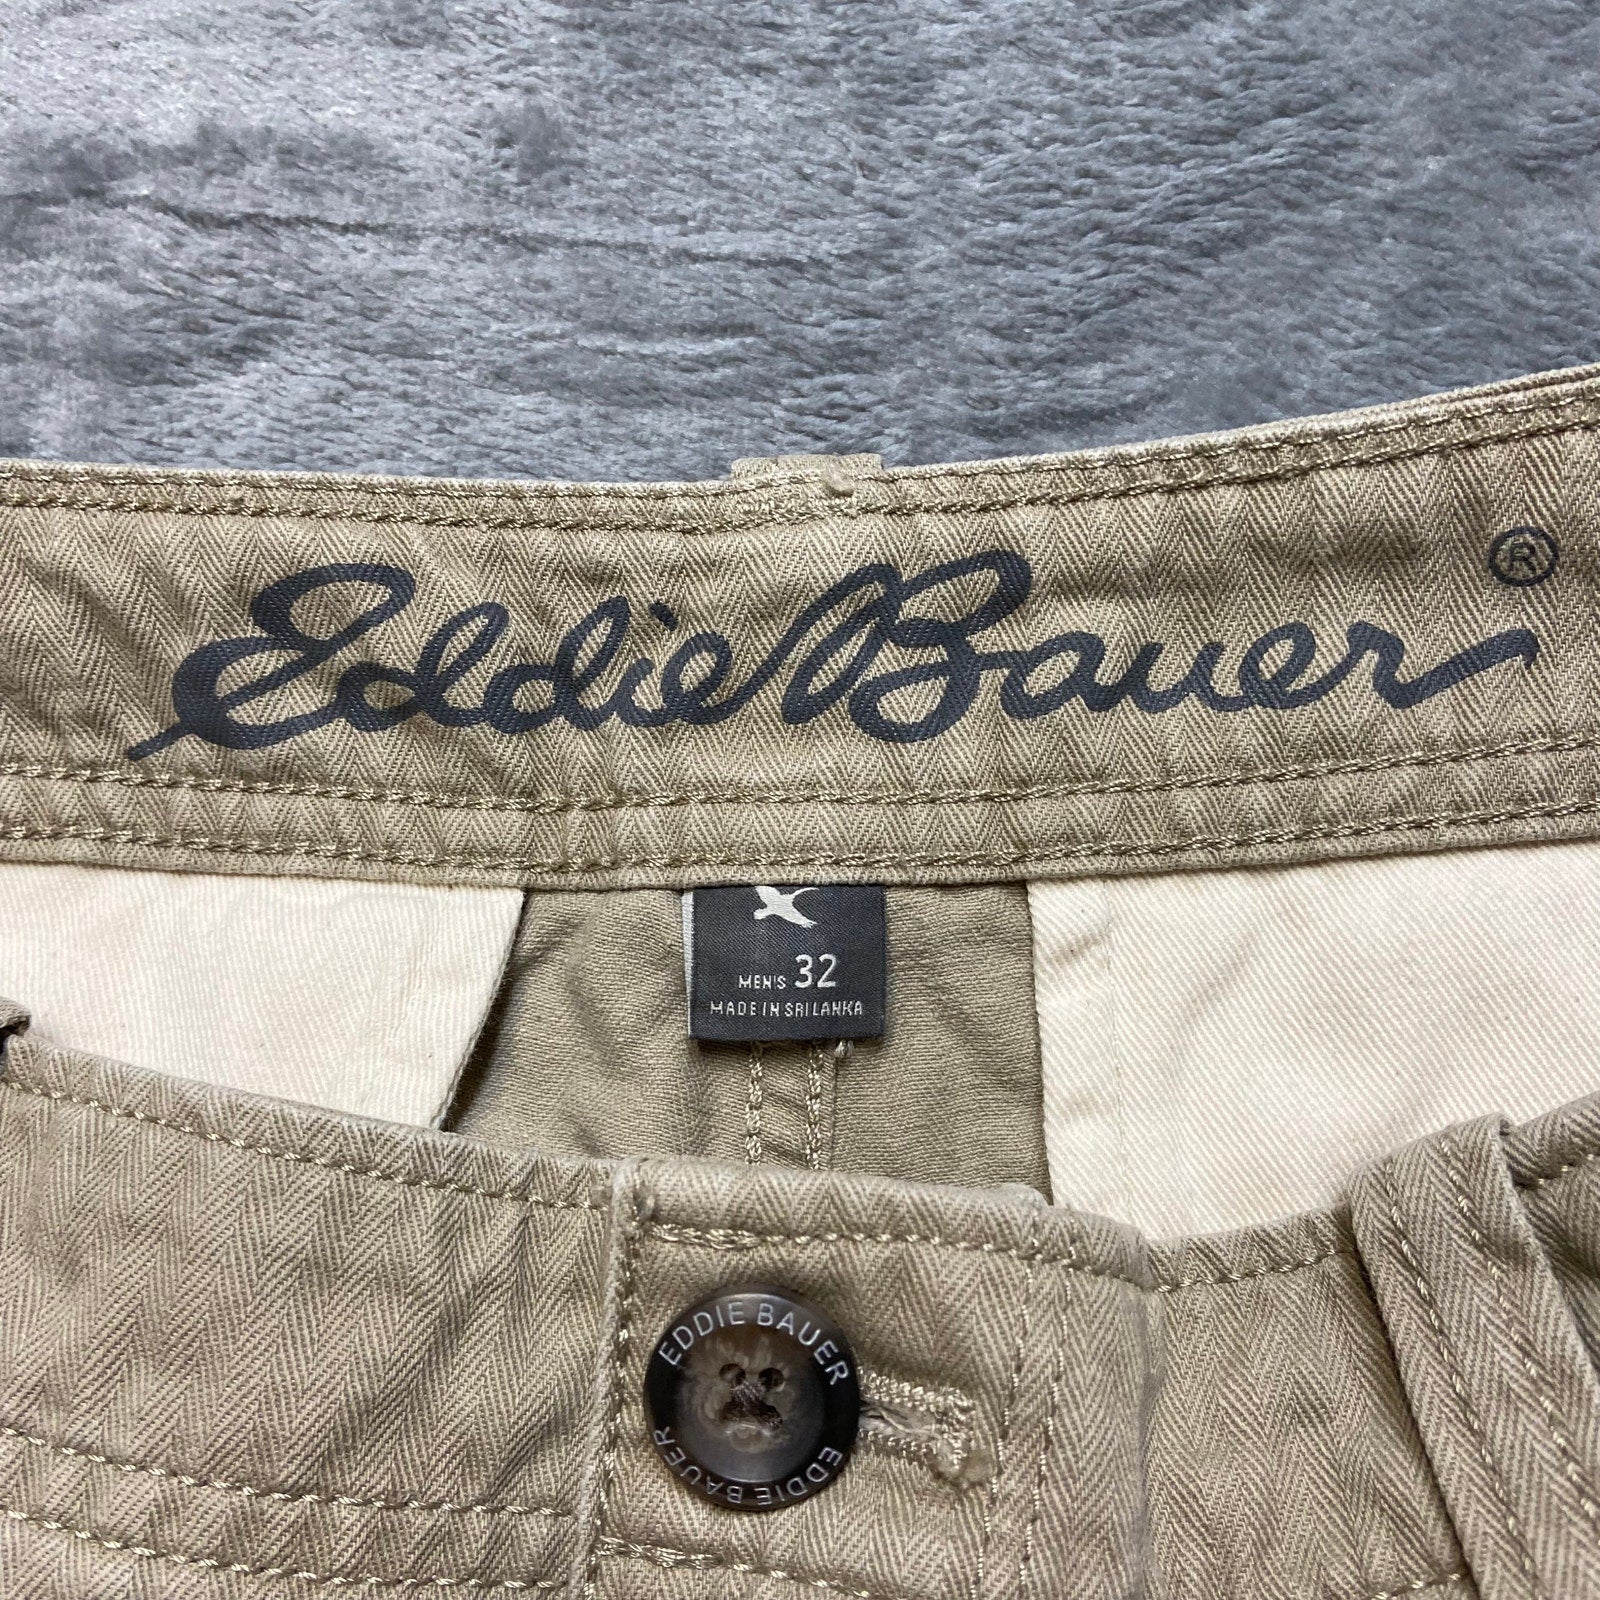 Eddie Bauer ®
MEN'S 32
MADE IN SRI LANKA
EDDIE BAUER
EDDIE BAUER